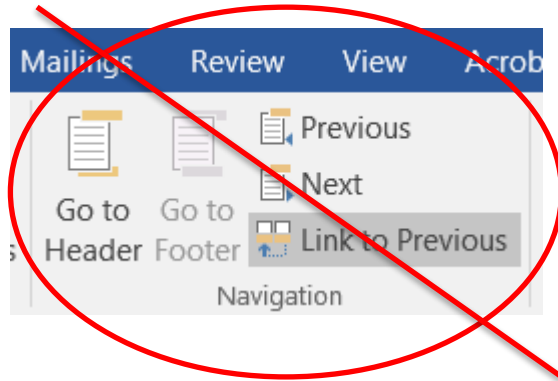 Mailings Review View Acrob
Previous
Next
Go to Go to
Header Footer Link to Previous
Navigation